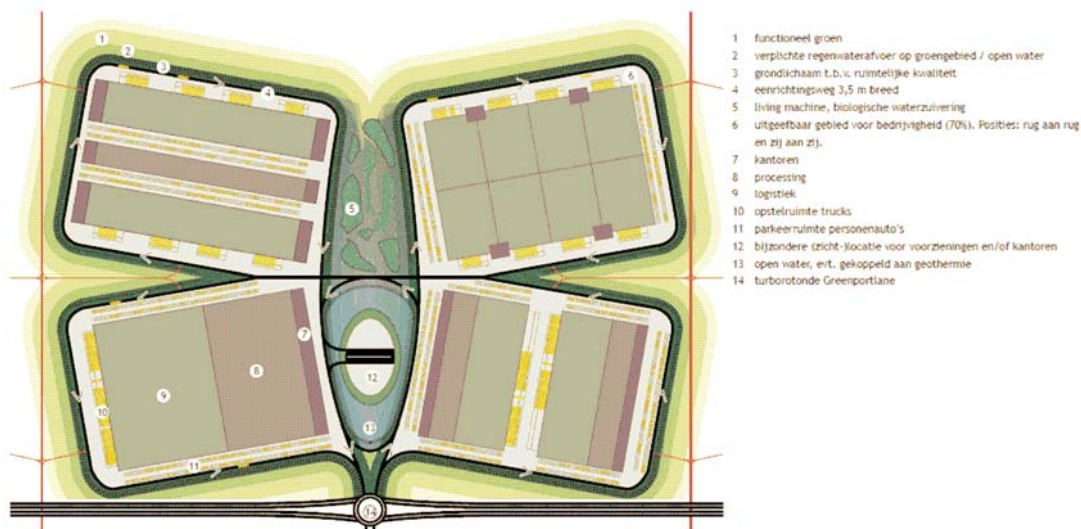 1 functioneel groen
2 verplichte regenwaterafvoer op groengebied / open water
3 grondlichaam t.b.v. ruimtelijke kwaliteit
4 eenrichtingsweg 3,5 m breed
5 living machine, biologische waterzuivering
6 uitgeefbaar gebied voor bedrijvigheid (70%). Posities: rug aan rug
en zij aan zij.
7 kantoren
8 processing
9 logistiek
10 opstelruimte trucks
11 parkeerruimte personenauto's
12 bijzondere (zicht-)locatie voor voorzieningen en/of kantoren
13 open water, evt. gekoppeld aan geothermie
14 turborotonde Greenportlane
1
2
3
4
6
5
7
8
9
10
11
12
13
14